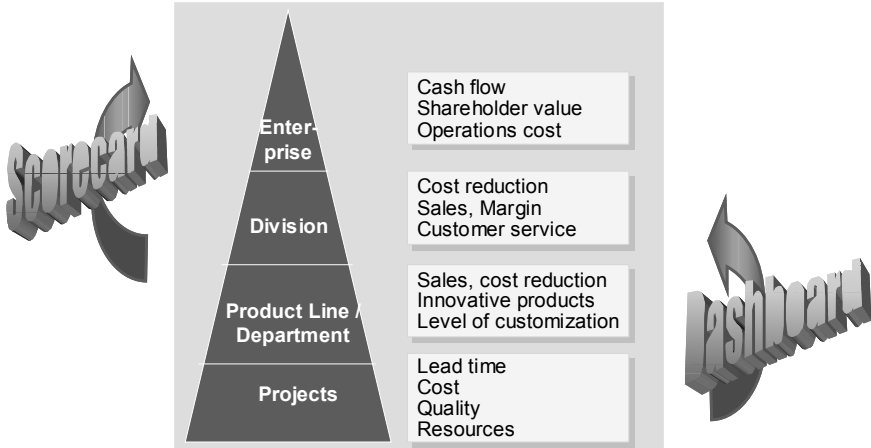 Scorecard
Enter-
prise
Cash flow
Shareholder value
Operations cost
Division
Cost reduction
Sales, Margin
Customer service
Product Line /
Department
Sales, cost reduction
Innovative products
Level of customization
Projects
Lead time
Cost
Quality
Resources
Dashboard